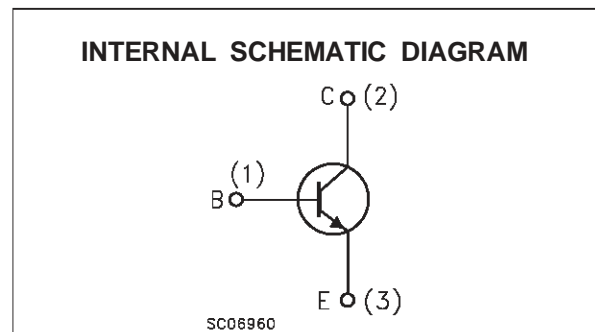 INTERNAL SCHEMATIC DIAGRAM
C (2)
(1)
B
E (3)
SC06960